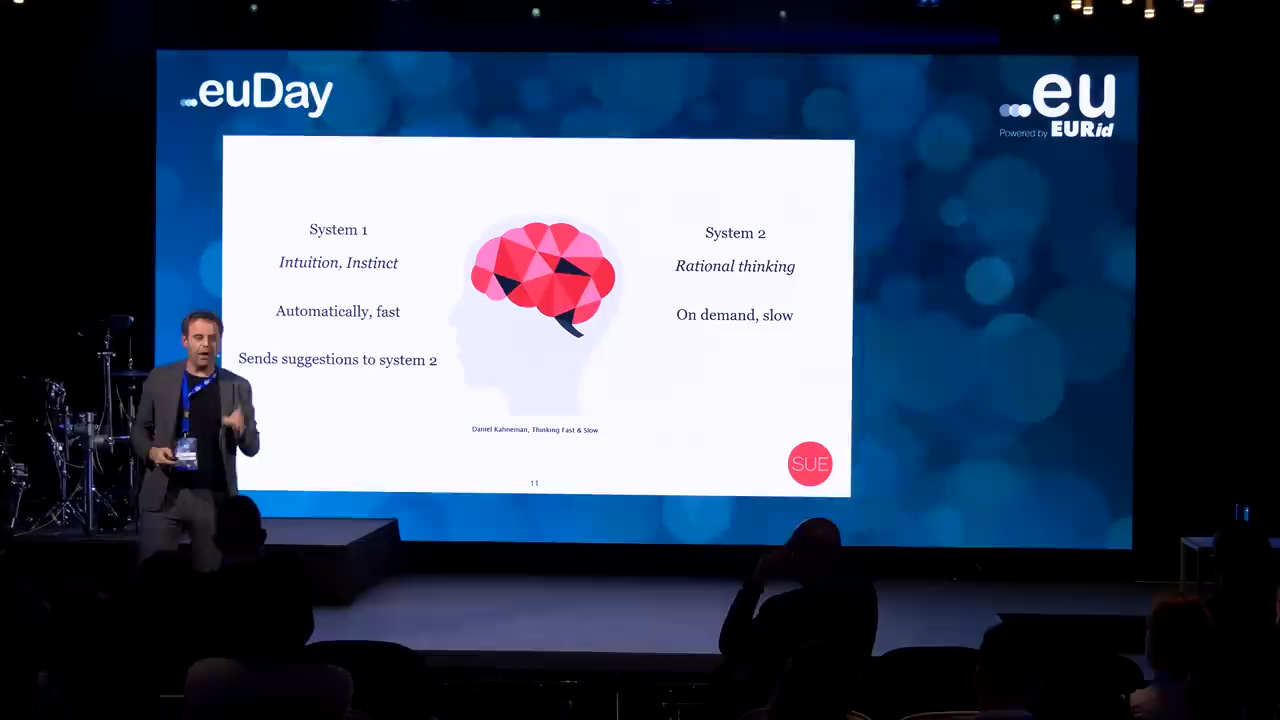 .euDay
.eu
Powered by EURid
System 1
Intuition, Instinct
Automatically, fast
Sends suggestions to system 2
System 2
Rational thinking
On demand, slow
Daniel Kahneman, Thinking Fast & Slow
11
SUE